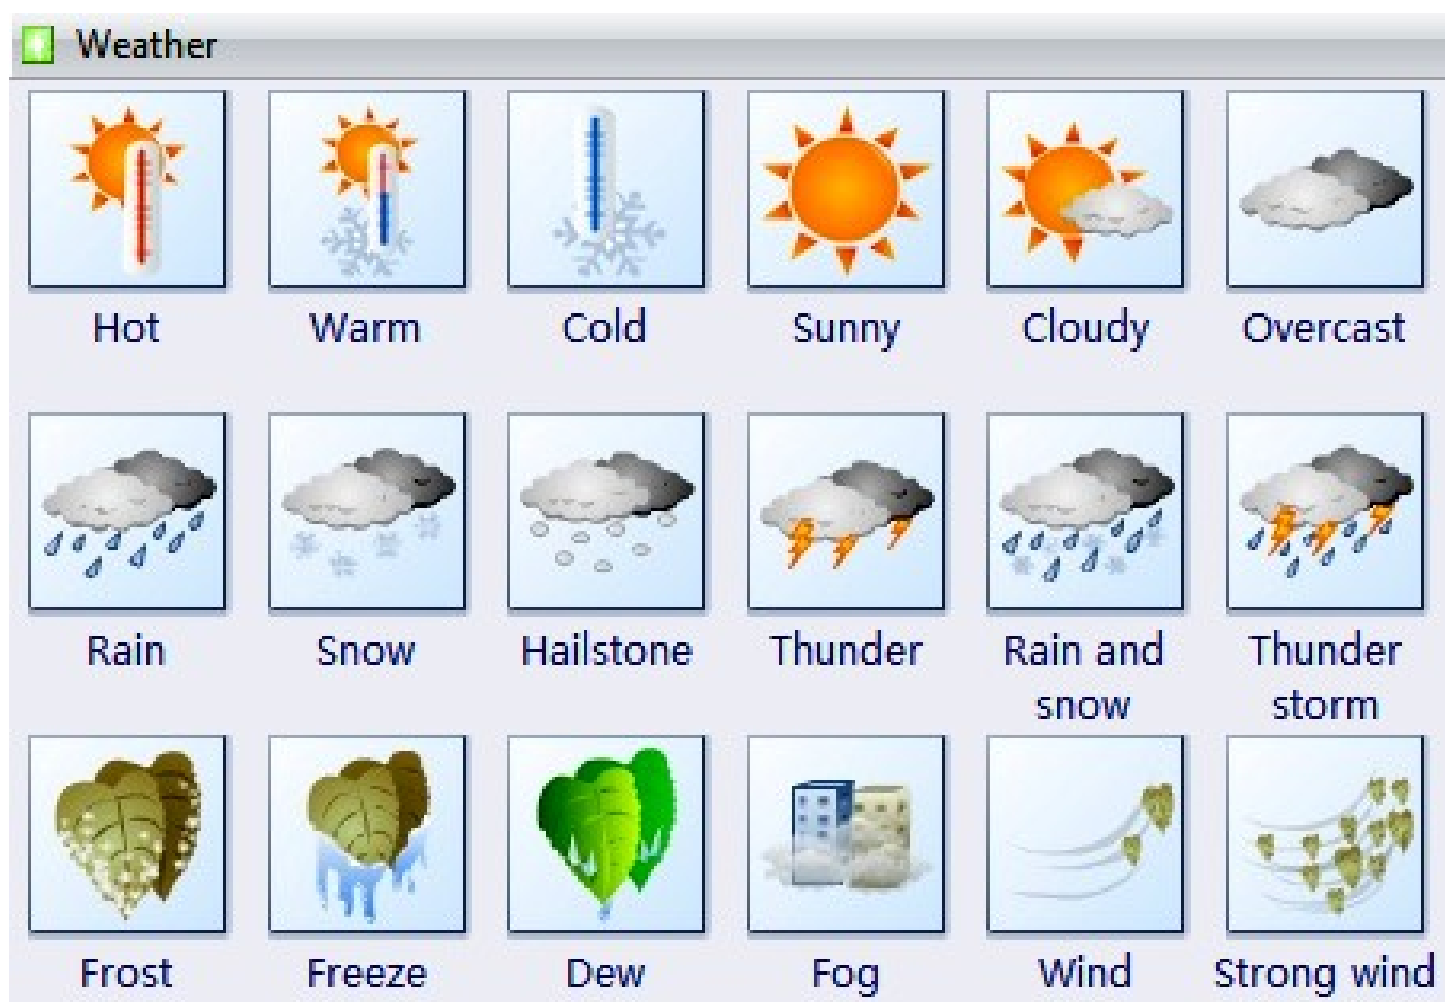 Weather
Hot
Warm
Cold
Sunny
Cloudy
Overcast
Rain
Snow
Hailstone
Thunder
Rain and
snow
Thunder
storm
Frost
Freeze
Dew
Fog
Wind
Strong wind